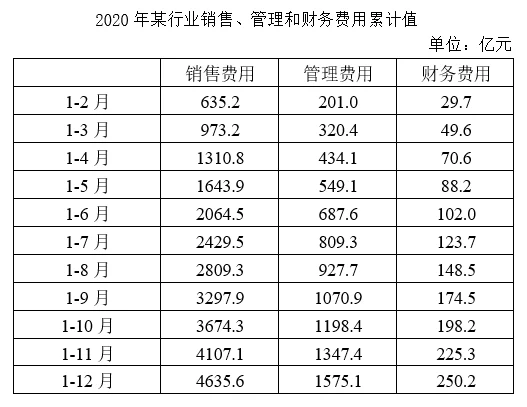 2020 年某行业销售、管理和财务费用累计值
单位：亿元
销售费用 管理费用 财务费用
1-2 月 635.2 201.0 29.7
1-3 月 973.2 320.4 49.6
1-4 月 1310.8 434.1 70.6
1-5 月 1643.9 549.1 88.2
1-6 月 2064.5 687.6 102.0
1-7 月 2429.5 809.3 123.7
1-8 月 2809.3 927.7 148.5
1-9 月 3297.9 1070.9 174.5
1-10 月 3674.3 1198.4 198.2
1-11 月 4107.1 1347.4 225.3
1-12 月 4635.6 1575.1 250.2